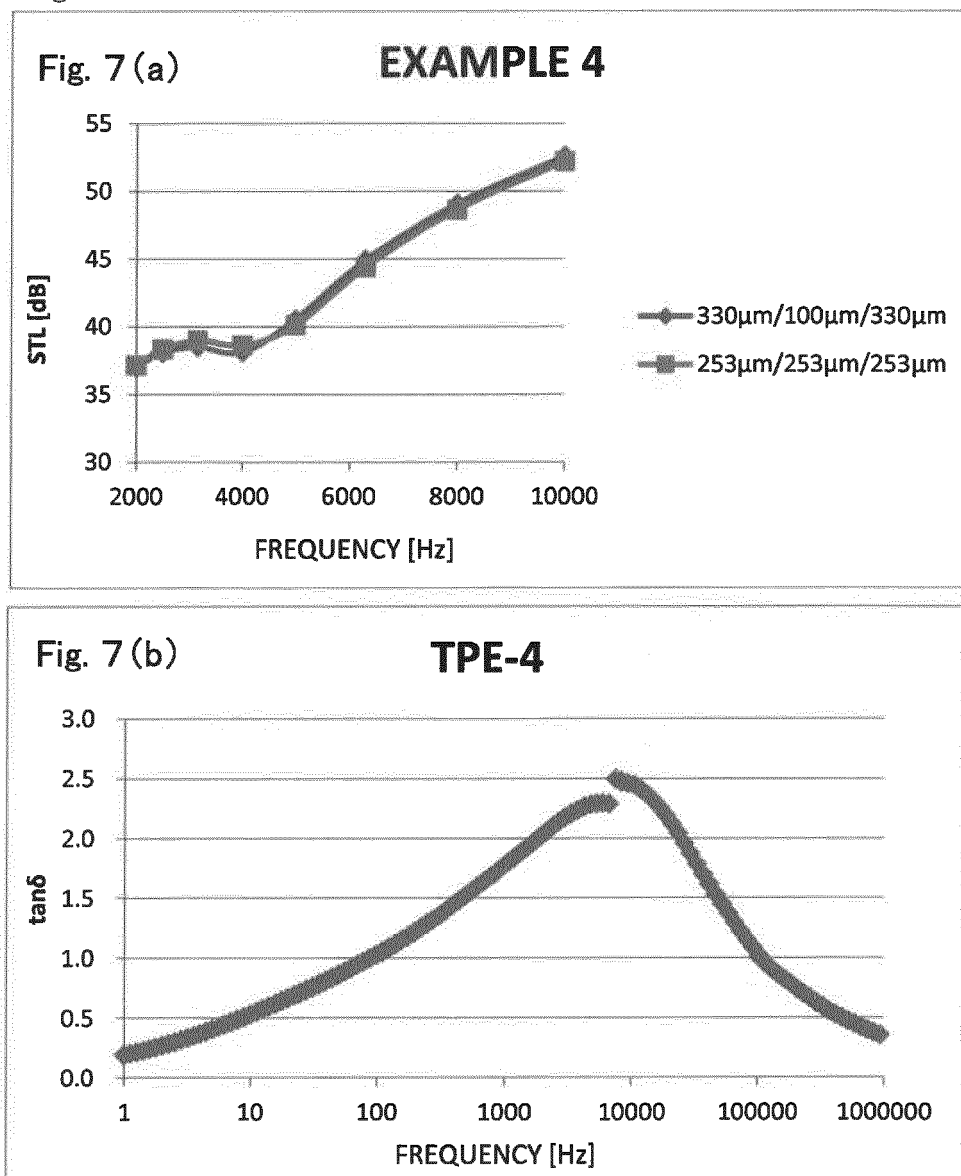 Fig. 7(a)
EXAMPLE 4
STL [dB]
55
50
45
40
35
30
2000 4000 6000 8000 10000
FREQUENCY [Hz]
330μm/100μm/330μm
253μm/253μm/253μm
Fig. 7(b)
TPE-4
tanδ
3.0
2.5
2.0
1.5
1.0
0.5
0.0
1 10 100 1000 10000 100000 1000000
FREQUENCY [Hz]